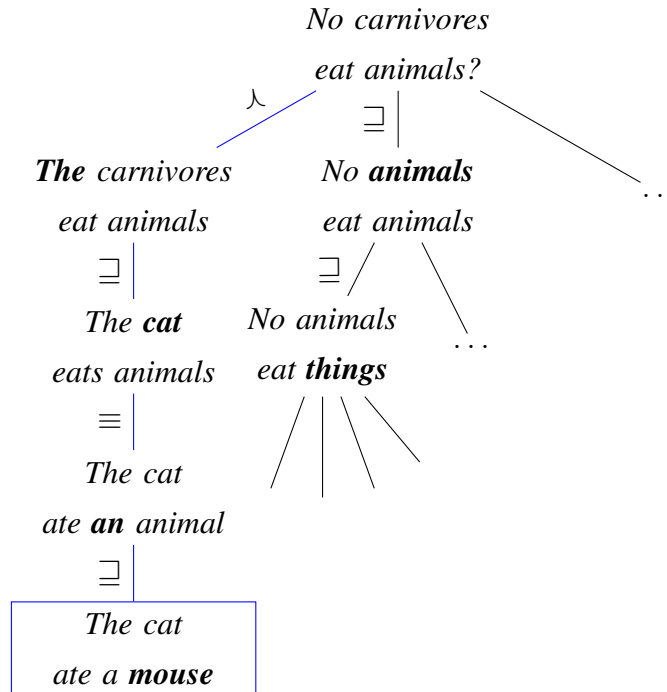 No carnivores
eat animals?
⋏
⊒
The carnivores
eat animals
No animals
eat animals
. .
⊒
⊒
The cat
eats animals
No animals
eat things
. . .
≡
The cat
ate an animal
⊒
The cat
ate a mouse